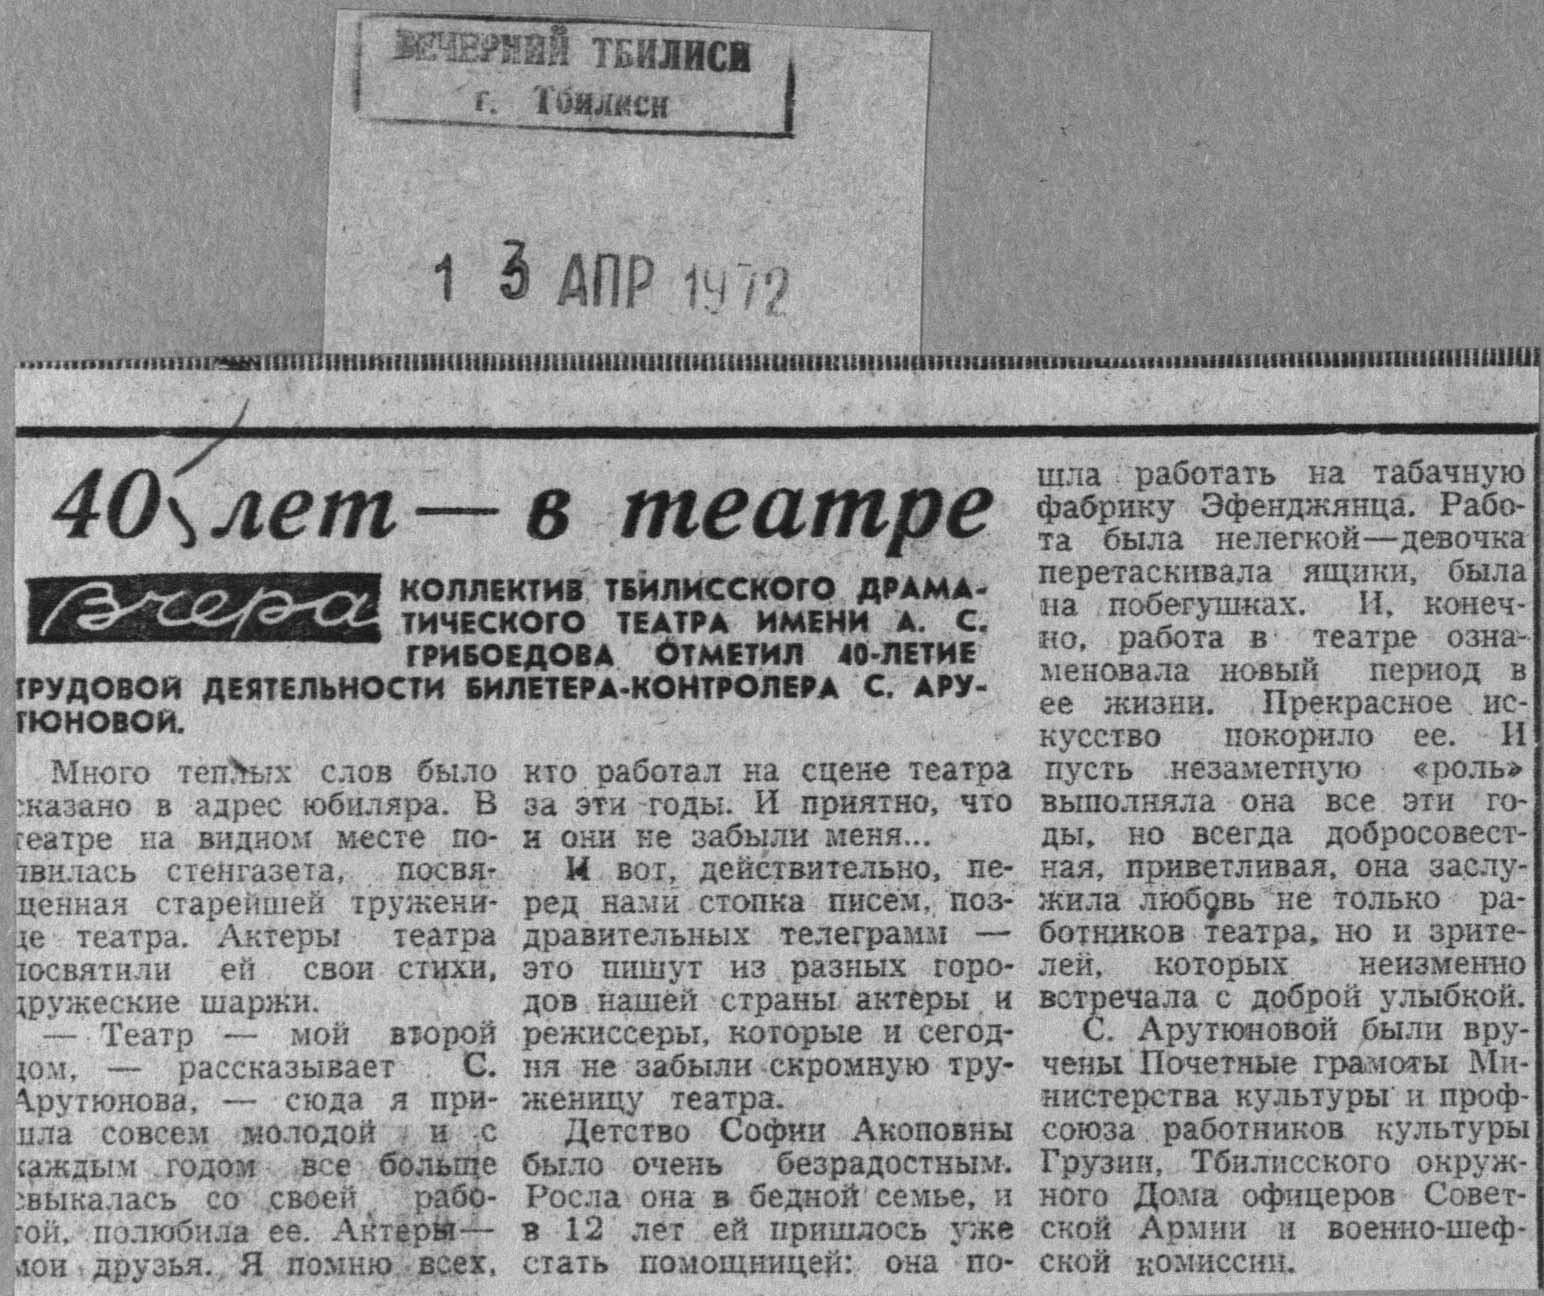 ВЕЧЕРНИЙ ТБИЛИСИ
г. Тбилиси
13 АПР 1972
40 лет — в театре
Вчера
КОЛЛЕКТИВ ТБИЛИССКОГО ДРАМА-
ТИЧЕСКОГО ТЕАТРА ИМЕНИ А. С.
ГРИБОЕДОВА ОТМЕТИЛ 40-ЛЕТИЕ
ТРУДОВОЙ ДЕЯТЕЛЬНОСТИ БИЛЕТЕРА-КОНТРОЛЕРА С. АРУ-
ТЮНОВОЙ.
Много теплых слов было
сказано в адрес юбиляра. В
театре на видном месте по-
явилась стенгазета, посвя-
щенная старейшей тружени-
це театра. Актеры театра
посвятили ей свои стихи,
дружеские шаржи.
— Театр — мой второй
дом, — рассказывает С.
Арутюнова, — сюда я при-
шла совсем молодой и с
каждым годом все больше
свыкалась со своей рабо-
той, полюбила ее. Актеры—
мои друзья. Я помню всех,
кто работал на сцене театра
за эти годы. И приятно, что
и они не забыли меня...
И вот, действительно, пе-
ред нами стопка писем, поз-
дравительных телеграмм —
это пишут из разных горо-
дов нашей страны актеры и
режиссеры, которые и сегод-
ня не забыли скромную тру-
женицу театра.
Детство Софии Акоповны
было очень безрадостным.
Росла она в бедной семье, и
в 12 лет ей пришлось уже
стать помощницей: она по-
шла работать на табачную
фабрику Эфенджянца. Рабо-
та была нелегкой—девочка
перетаскивала ящики, была
на побегушках. И, конеч-
но, работа в театре озна-
меновала новый период в
ее жизни. Прекрасное ис-
кусство покорило ее. И
пусть незаметную «роль»
выполняла она все эти го-
ды, но всегда добросовест-
ная, приветливая, она заслу-
жила любовь не только ра-
ботников театра, но и зрите-
лей, которых неизменно
встречала с доброй улыбкой.
С. Арутюновой были вру-
чены Почетные грамоты Ми-
нистерства культуры и проф-
союза работников культуры
Грузии, Тбилисского окруж-
ного Дома офицеров Совет-
ской Армии и военно-шеф-
ской комиссии.